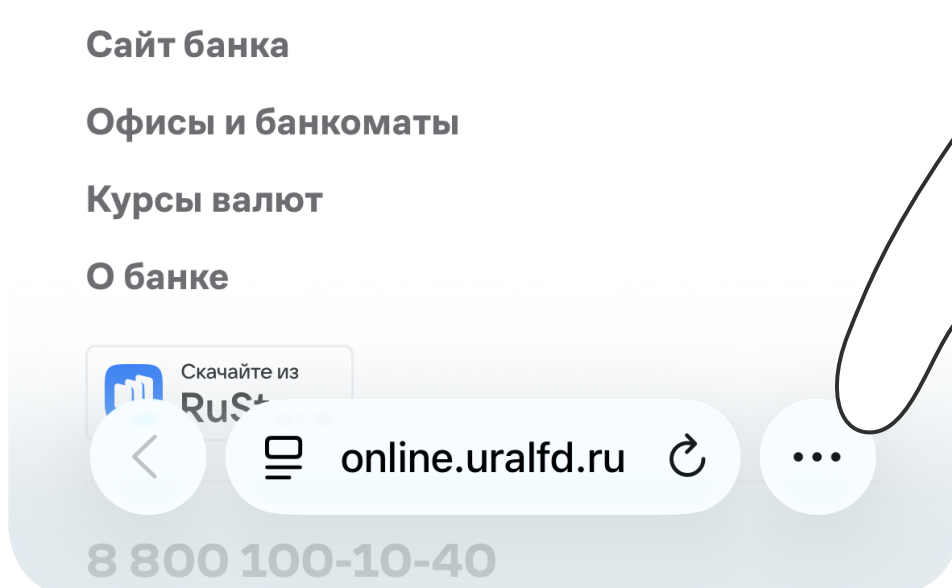 Сайт банка
Офисы и банкоматы
Курсы валют
О банке
Скачайте из
online.uralfd.ru
8 800 100-10-40